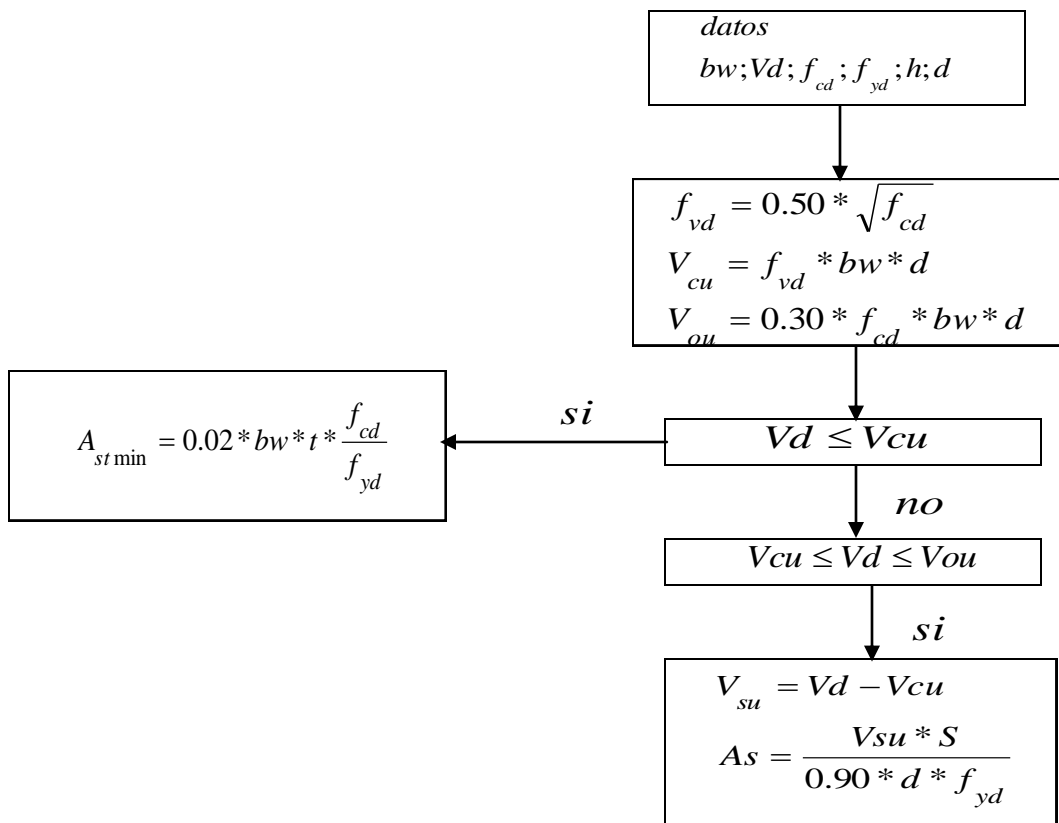 datos
bw;Vd; f_cd; f_yd;h;d
f_vd = 0.50 * √f_cd
V_cu = f_vd * bw * d
V_ou = 0.30 * f_cd * bw * d
si
Vd ≤ Vcu
A_st min = 0.02 * bw * t * f_cd / f_yd
no
Vcu ≤ Vd ≤ Vou
si
V_su = Vd − Vcu
As = Vsu * S / 0.90 * d * f_yd